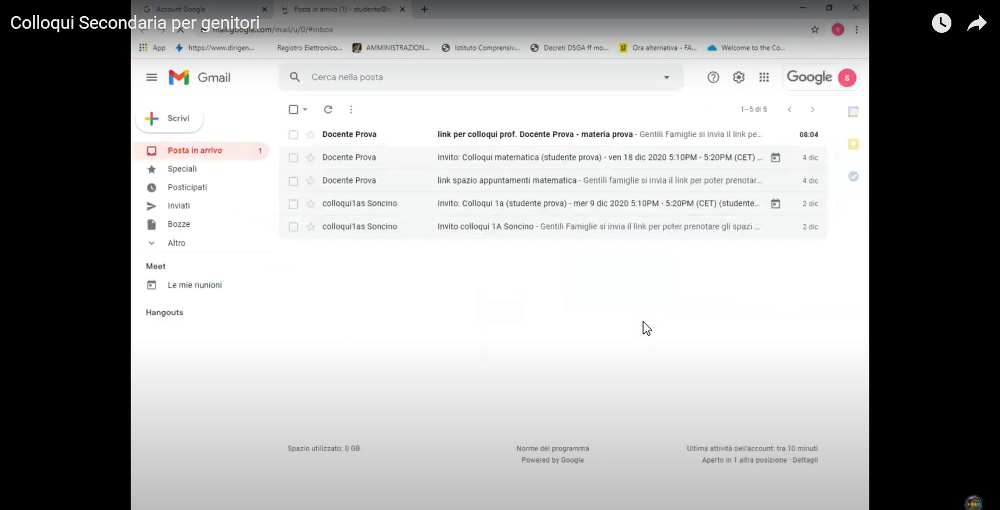 Account Google
Posta in arrivo (1) - studente@ic
Colloqui Secondaria per genitori
mail.google.com/mail/u/0/#inbox
S
App
https://www.dirigen...
Registro Elettronico...
AMMINISTRAZION...
Istituto Comprensiv...
Decreti DSGA ff mo...
Ora alternativa - FA...
Welcome to the Co...
Gmail
Cerca nella posta
Google
S
Scrivi
1–5 di 5
Posta in arrivo 1
Speciali
Posticipati
Inviati
Bozze
Altro
Meet
Le mie riunioni
Hangouts
Docente Prova link per colloqui prof. Docente Prova - materia prova - Gentili Famiglie si invia il link pe... 08:04
Docente Prova Invito: Colloqui matematica (studente prova) - ven 18 dic 2020 5:10PM - 5:20PM (CET) ... 4 dic
Docente Prova link spazio appuntamenti matematica - Gentili famiglie si invia il link per poter prenotar... 4 dic
colloqui1as Soncino Invito: Colloqui 1a (studente prova) - mer 9 dic 2020 5:10PM - 5:20PM (CET) (studente... 2 dic
colloqui1as Soncino Invito colloqui 1A Soncino - Gentili Famiglie si invia il link per poter prenotare gli spazi ... 2 dic
Spazio utilizzato: 0 GB
Norme del programma
Powered by Google
Ultima attività dell'account: tra 10 minuti
Aperto in 1 altra posizione · Dettagli